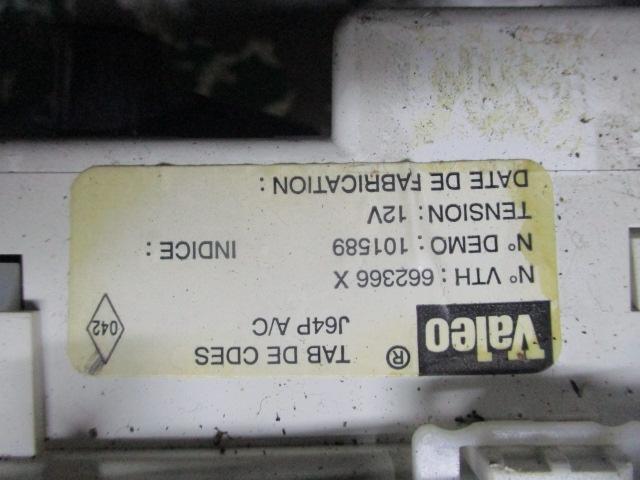 Valeo ® TAB DE CDES
J64P A/C
042
N° VTH : 662366 X
N° DEMO : 101589 INDICE :
TENSION : 12V
DATE DE FABRICATION :